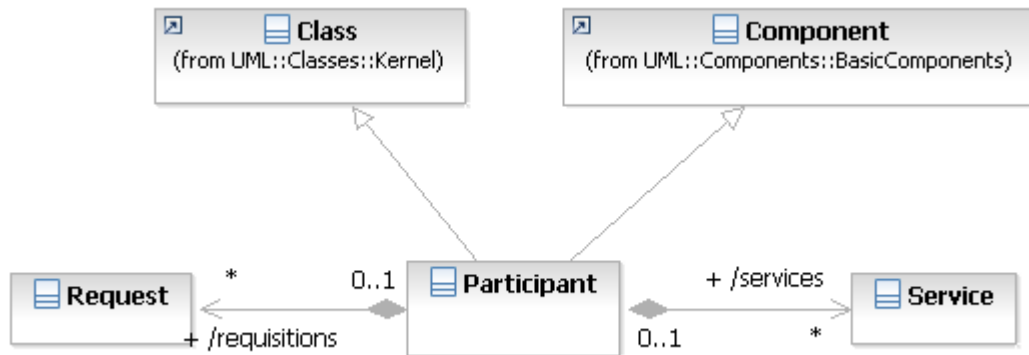 Class
(from UML::Classes::Kernel)
Component
(from UML::Components::BasicComponents)
Request
*
0..1
+ /requisitions
Participant
+ /services
0..1
*
Service